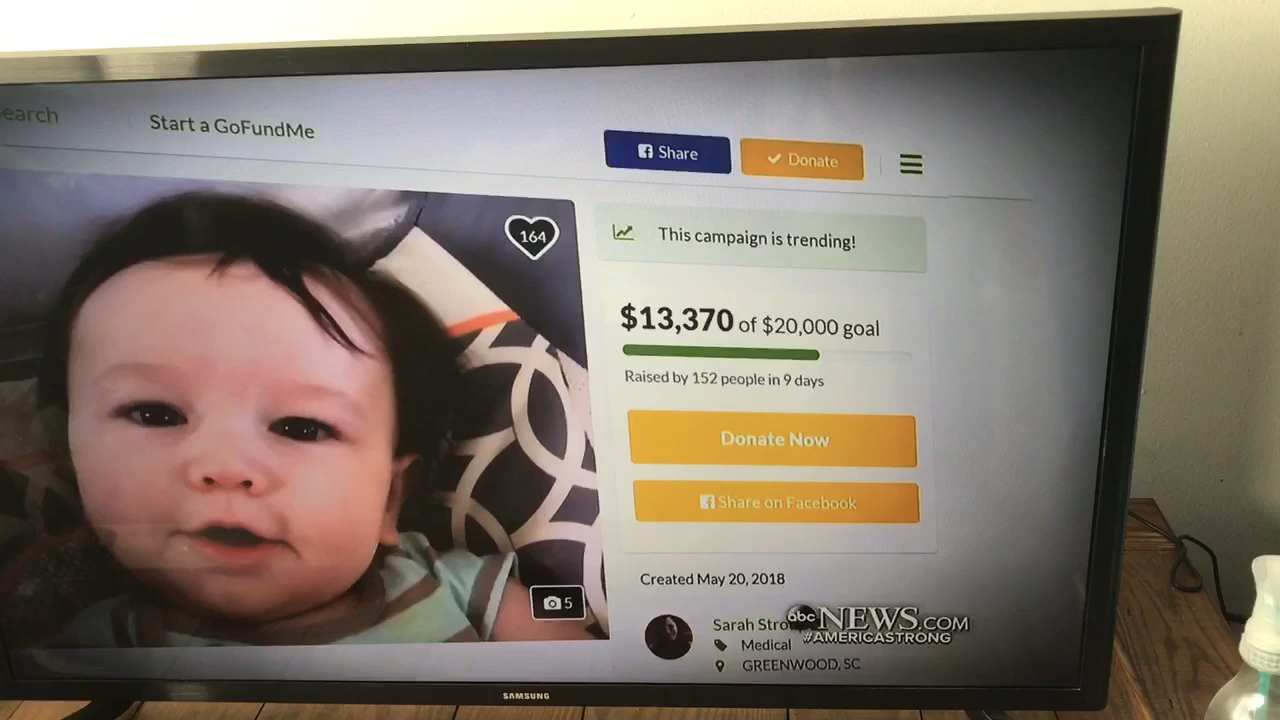 earch
Start a GoFundMe
Share
Donate
164
This campaign is trending!
$13,370 of $20,000 goal
Raised by 152 people in 9 days
Donate Now
Share on Facebook
Created May 20, 2018
5
Sarah Stro
abc NEWS.COM
#AMERICASTRONG
Medical
GREENWOOD, SC
SAMSUNG